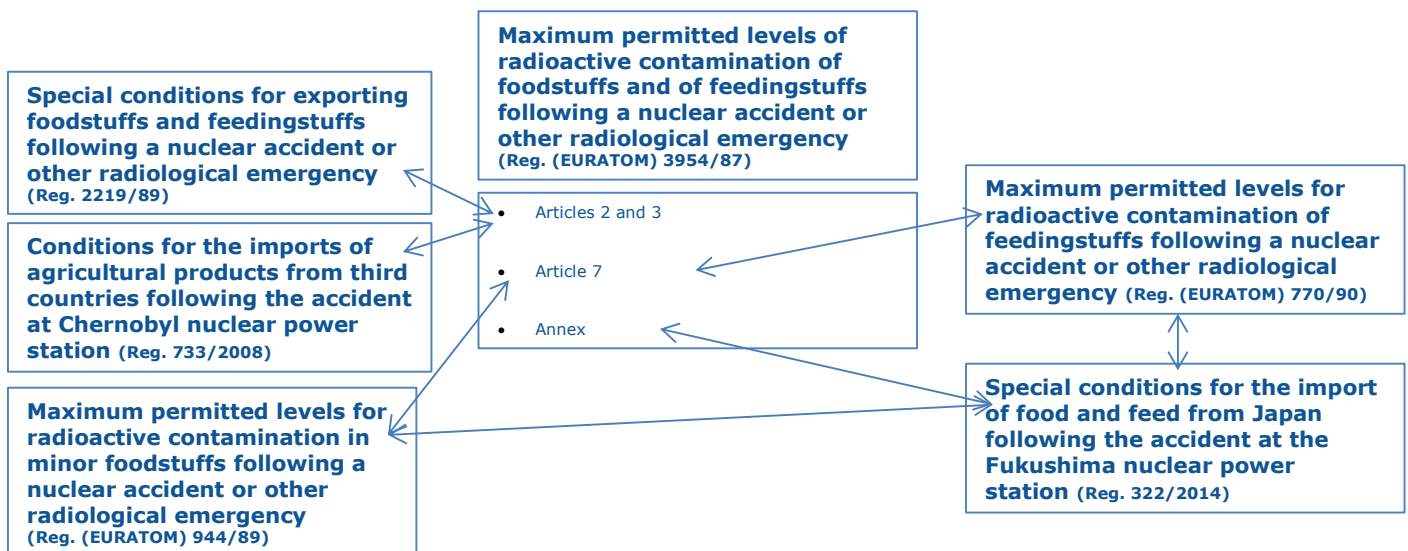 Maximum permitted levels of
radioactive contamination of
foodstuffs and of feedingstuffs
following a nuclear accident or
other radiological emergency
(Reg. (EURATOM) 3954/87)
Special conditions for exporting
foodstuffs and feedingstuffs
following a nuclear accident or
other radiological emergency
(Reg. 2219/89)
Conditions for the imports of
agricultural products from third
countries following the accident
at Chernobyl nuclear power
station (Reg. 733/2008)
Maximum permitted levels for
radioactive contamination in
minor foodstuffs following a
nuclear accident or other
radiological emergency
(Reg. (EURATOM) 944/89)
• Articles 2 and 3
• Article 7
• Annex
Maximum permitted levels for
radioactive contamination of
feedingstuffs following a nuclear
accident or other radiological
emergency (Reg. (EURATOM) 770/90)
Special conditions for the import
of food and feed from Japan
following the accident at the
Fukushima nuclear power
station (Reg. 322/2014)